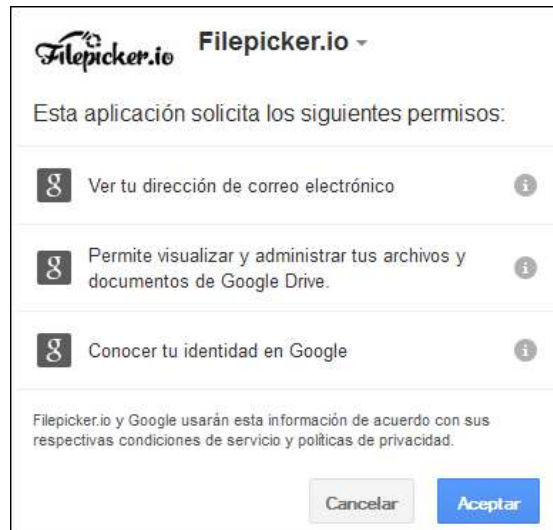 Filepicker.io
Filepicker.io
Esta aplicación solicita los siguientes permisos:
g
Ver tu dirección de correo electrónico
i
g
Permite visualizar y administrar tus archivos y
documentos de Google Drive.
i
g
Conocer tu identidad en Google
i
Filepicker.io y Google usarán esta información de acuerdo con sus
respectivas condiciones de servicio y políticas de privacidad.
Cancelar
Aceptar